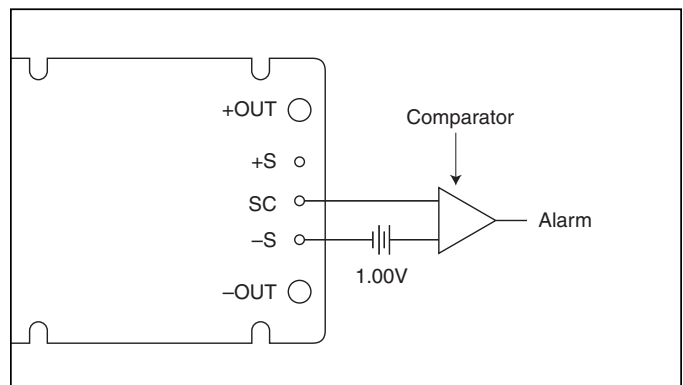 +OUT
Comparator
+S
SC
Alarm
–S
1.00V
–OUT